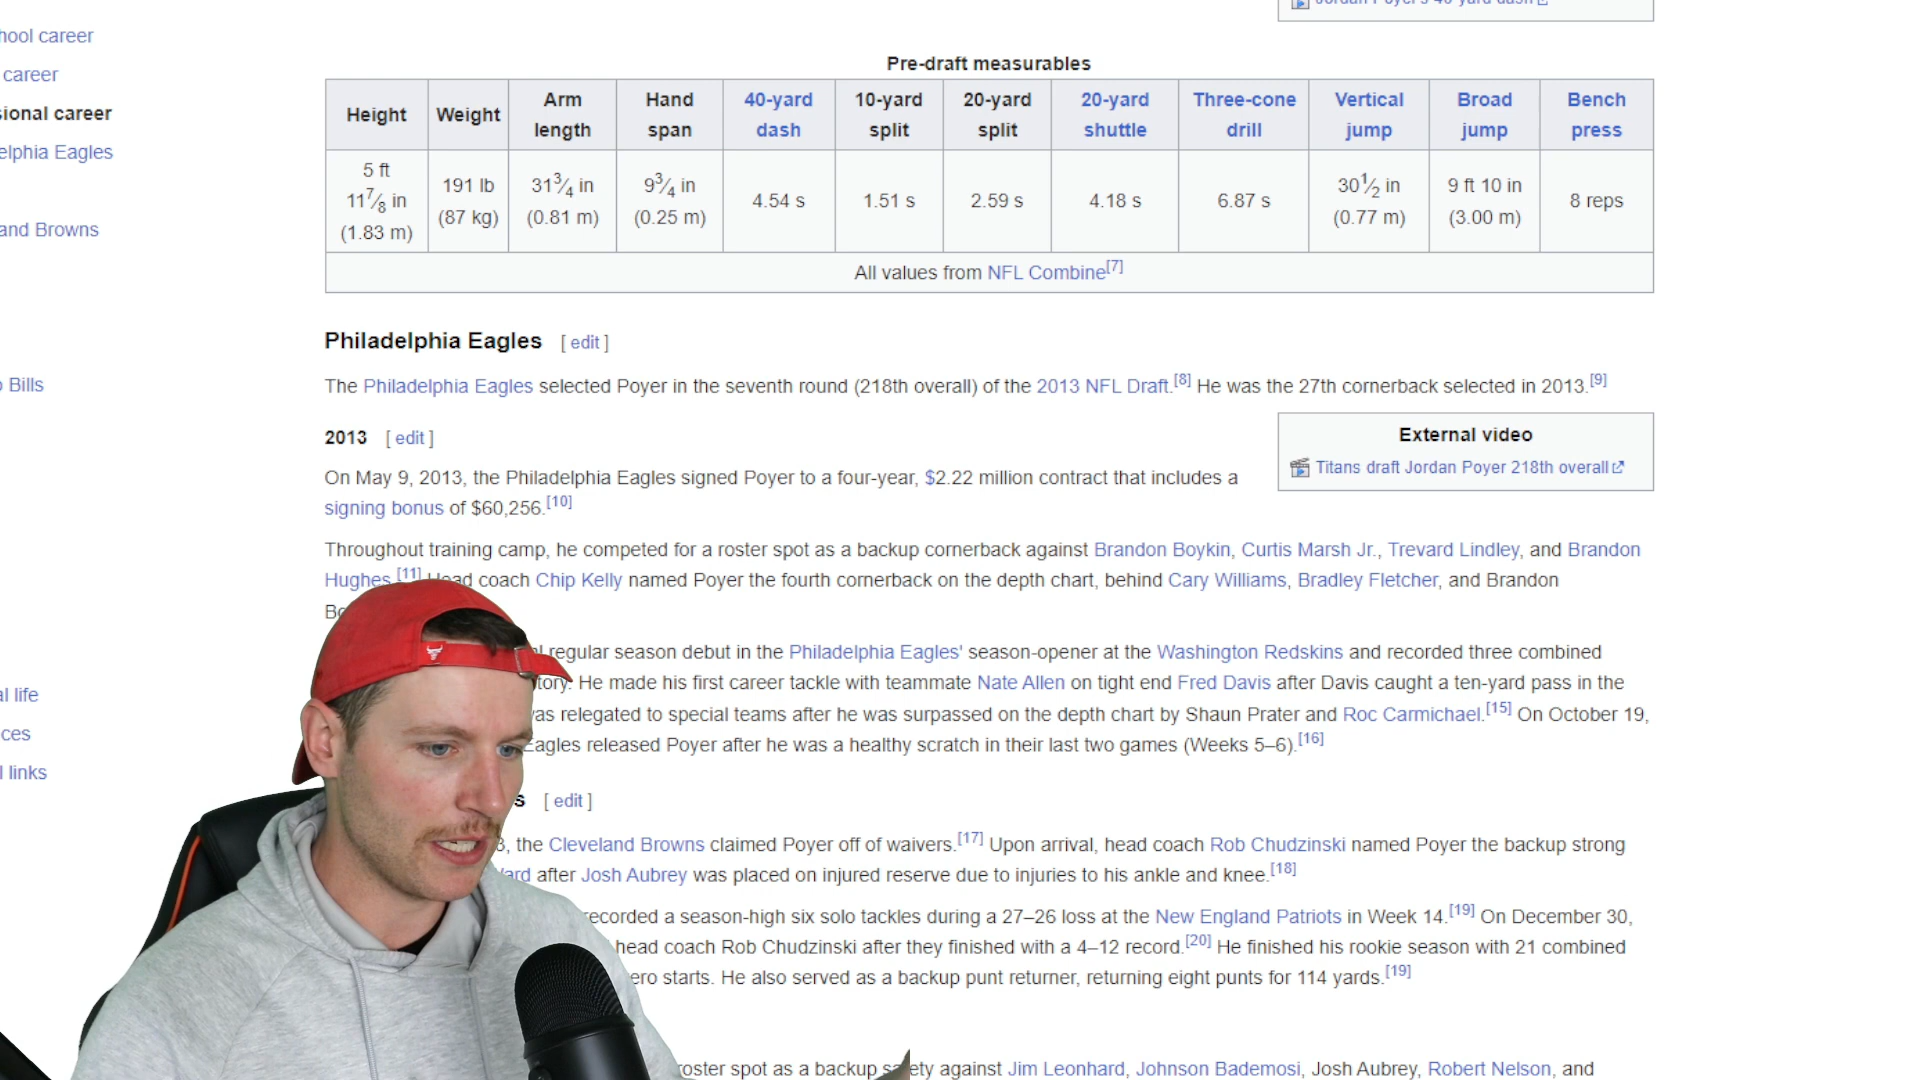 Jordan Poyer's 40-yard dash
hool career
career
sional career
elphia Eagles
and Browns
Bills
al life
ces
l links
Pre-draft measurables
Height Weight Arm length Hand span 40-yard dash 10-yard split 20-yard split 20-yard shuttle Three-cone drill Vertical jump Broad jump Bench press
5 ft 11 7⁄8 in (1.83 m) 191 lb (87 kg) 31 3⁄4 in (0.81 m) 9 3⁄4 in (0.25 m) 4.54 s 1.51 s 2.59 s 4.18 s 6.87 s 30 1⁄2 in (0.77 m) 9 ft 10 in (3.00 m) 8 reps
All values from NFL Combine[7]
Philadelphia Eagles [ edit ]
The Philadelphia Eagles selected Poyer in the seventh round (218th overall) of the 2013 NFL Draft.[8] He was the 27th cornerback selected in 2013.[9]
2013 [ edit ]
External video
Titans draft Jordan Poyer 218th overall
On May 9, 2013, the Philadelphia Eagles signed Poyer to a four-year, $2.22 million contract that includes a
signing bonus of $60,256.[10]
Throughout training camp, he competed for a roster spot as a backup cornerback against Brandon Boykin, Curtis Marsh Jr., Trevard Lindley, and Brandon
Hughes.[11] Head coach Chip Kelly named Poyer the fourth cornerback on the depth chart, behind Cary Williams, Bradley Fletcher, and Brandon
regular season debut in the Philadelphia Eagles' season-opener at the Washington Redskins and recorded three combined
tory. He made his first career tackle with teammate Nate Allen on tight end Fred Davis after Davis caught a ten-yard pass in the
was relegated to special teams after he was surpassed on the depth chart by Shaun Prater and Roc Carmichael.[15] On October 19,
Eagles released Poyer after he was a healthy scratch in their last two games (Weeks 5–6).[16]
s [ edit ]
3, the Cleveland Browns claimed Poyer off of waivers.[17] Upon arrival, head coach Rob Chudzinski named Poyer the backup strong
ard after Josh Aubrey was placed on injured reserve due to injuries to his ankle and knee.[18]
recorded a season-high six solo tackles during a 27–26 loss at the New England Patriots in Week 14.[19] On December 30,
head coach Rob Chudzinski after they finished with a 4–12 record.[20] He finished his rookie season with 21 combined
ero starts. He also served as a backup punt returner, returning eight punts for 114 yards.[19]
roster spot as a backup safety against Jim Leonhard, Johnson Bademosi, Josh Aubrey, Robert Nelson, and